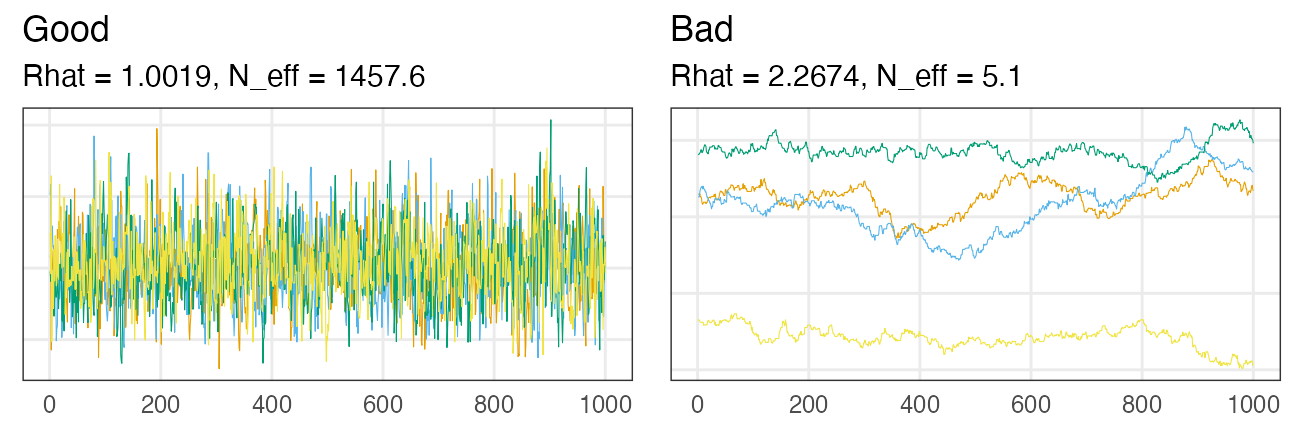 Good
Rhat = 1.0019, N_eff = 1457.6
0 200 400 600 800 1000
Bad
Rhat = 2.2674, N_eff = 5.1
0 200 400 600 800 1000